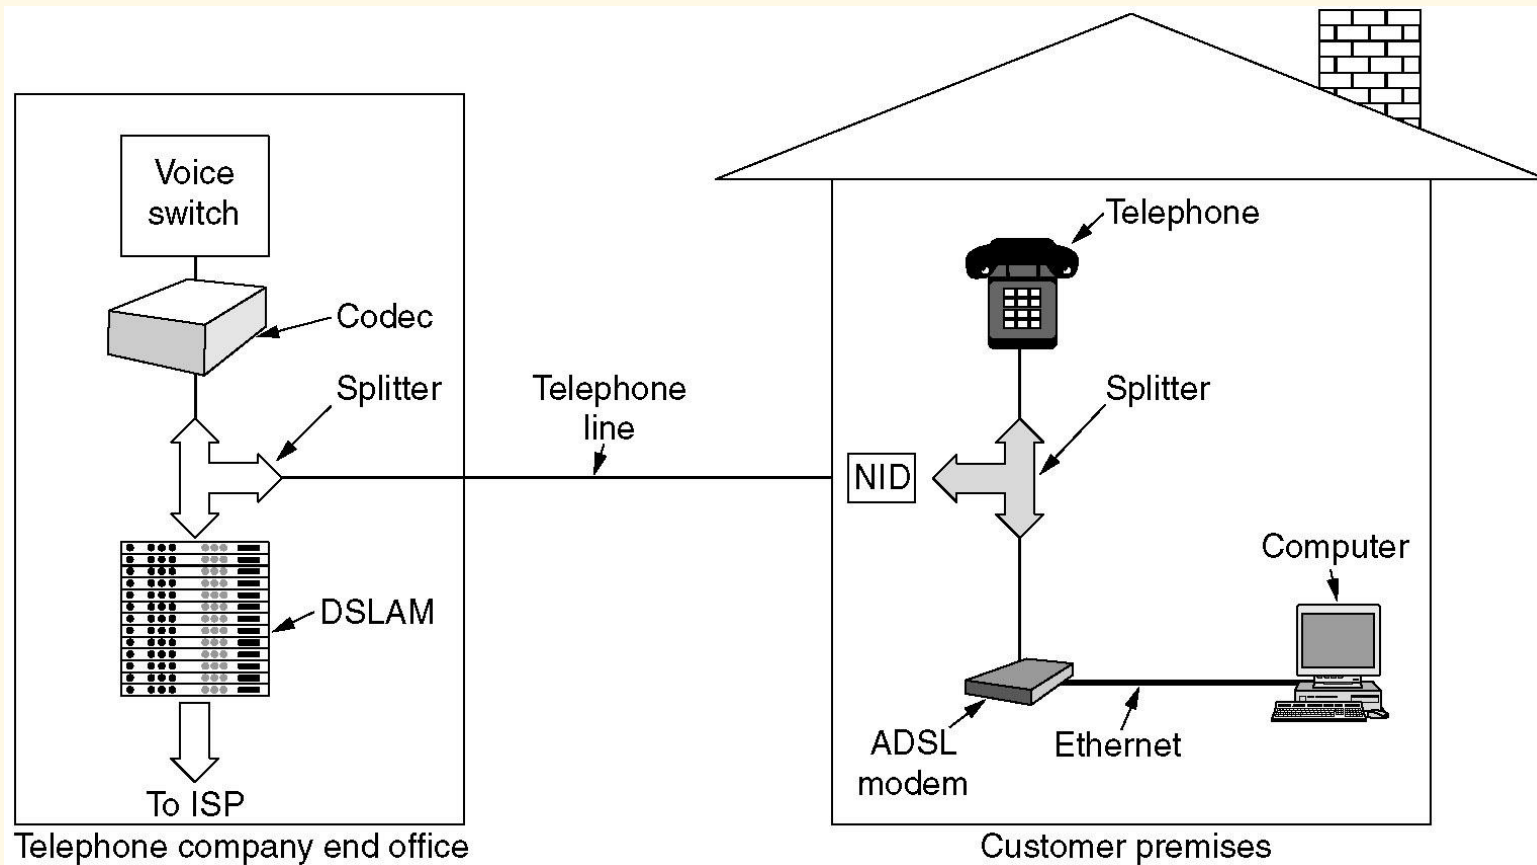 Voice
switch
Codec
Splitter
DSLAM
To ISP
Telephone company end office
Telephone
line
Telephone
Splitter
NID
Computer
ADSL
modem
Ethernet
Customer premises